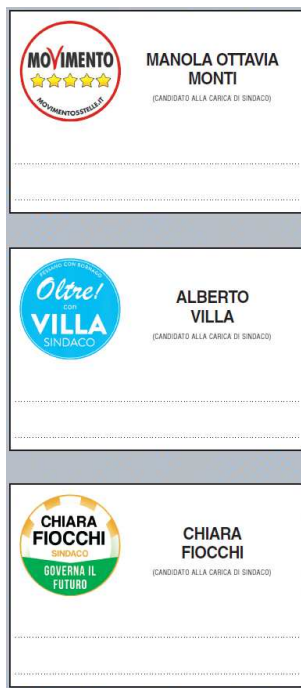 MOVIMENTO
MOVIMENTO5STELLE.IT
MANOLA OTTAVIA
MONTI
(CANDIDATO ALLA CARICA DI SINDACO)
PESSANO CON BORNAGO
Oltre!
con
VILLA
SINDACO
ALBERTO
VILLA
(CANDIDATO ALLA CARICA DI SINDACO)
CHIARA
FIOCCHI
SINDACO
GOVERNA IL
FUTURO
CHIARA
FIOCCHI
(CANDIDATO ALLA CARICA DI SINDACO)